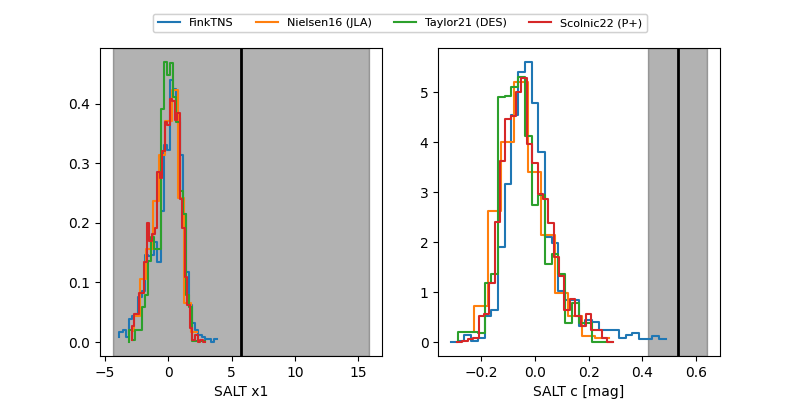 FinkTNS Nielsen16 (JLA) Taylor21 (DES) Scolnic22 (P+)
0.4
0.3
0.2
0.1
0.0
−5 0 5 10 15
SALT x1
5
4
3
2
1
0
−0.2 0.0 0.2 0.4 0.6
SALT c [mag]